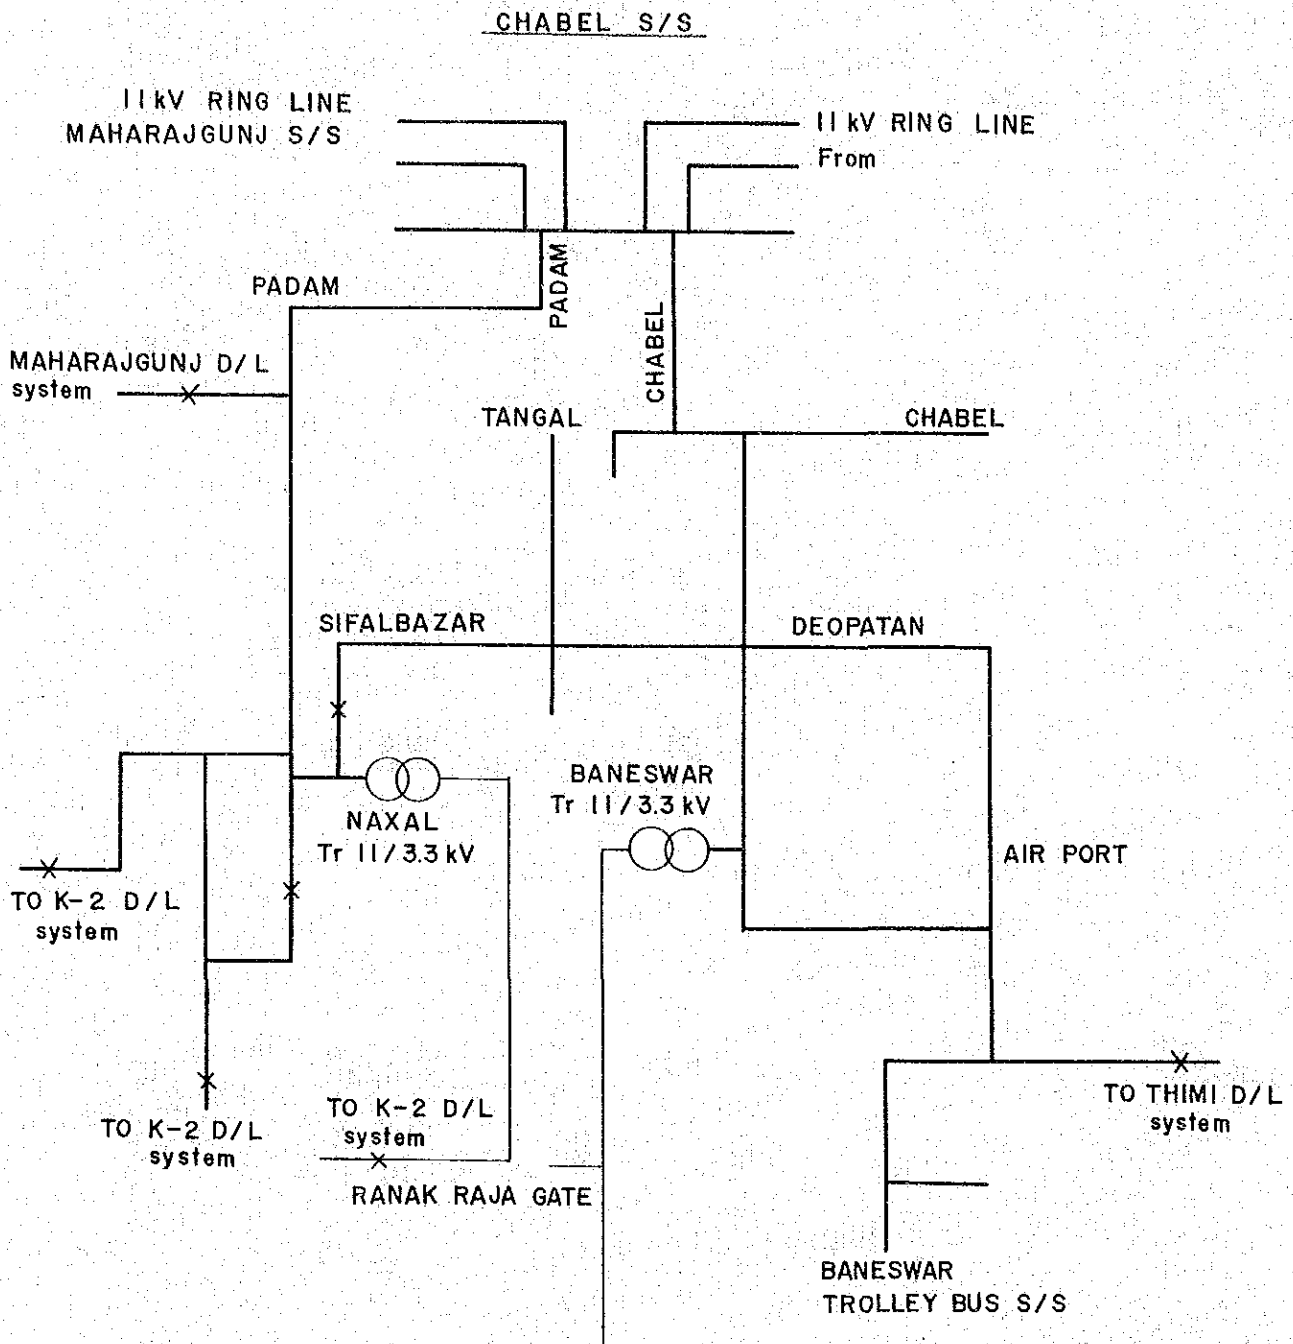 CHABEL S/S
11 kV RING LINE
MAHARAJGUNJ S/S
11 kV RING LINE
From
PADAM
PADAM
CHABEL
MAHARAJGUNJ D/L
system
TANGAL
CHABEL
SIFALBAZAR
DEOPATAN
BANESWAR
Tr 11/3.3 kV
NAXAL
Tr 11/3.3 kV
AIR PORT
TO K-2 D/L
system
TO K-2 D/L
system
TO K-2 D/L
system
TO THIMI D/L
system
RANAK RAJA GATE
BANESWAR
TROLLEY BUS S/S